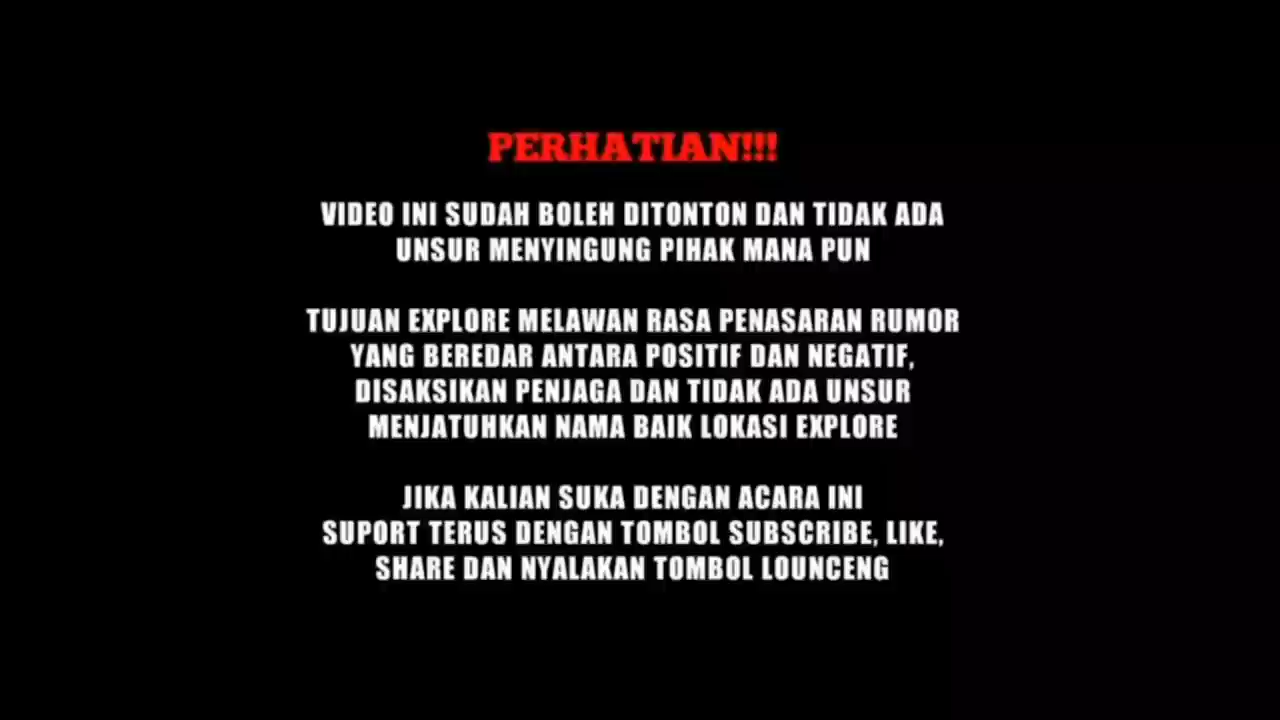 PERHATIAN!!!
VIDEO INI SUDAH BOLEH DITONTON DAN TIDAK ADA
UNSUR MENYINGUNG PIHAK MANA PUN
TUJUAN EXPLORE MELAWAN RASA PENASARAN RUMOR
YANG BEREDAR ANTARA POSITIF DAN NEGATIF,
DISAKSIKAN PENJAGA DAN TIDAK ADA UNSUR
MENJATUHKAN NAMA BAIK LOKASI EXPLORE
JIKA KALIAN SUKA DENGAN ACARA INI
SUPORT TERUS DENGAN TOMBOL SUBSCRIBE, LIKE,
SHARE DAN NYALAKAN TOMBOL LOUNCENG